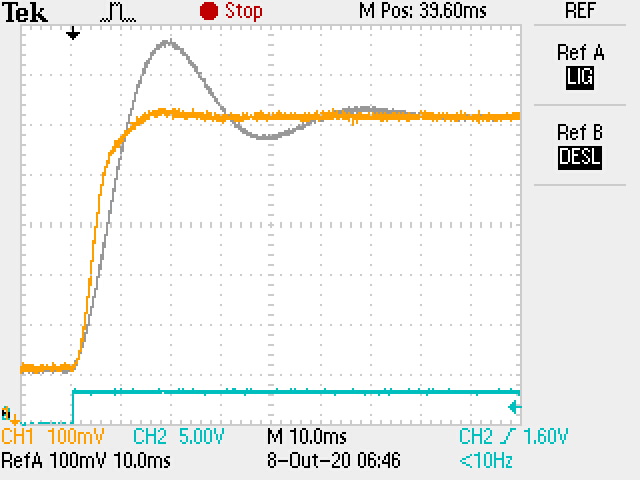 Tek Stop M Pos: 39.60ms REF
Ref A
LIG
Ref B
DESL
CH1 100mV CH2 5.00V M 10.0ms CH2 / 1.60V
RefA 100mV 10.0ms 8-Out-20 06:46 <10Hz